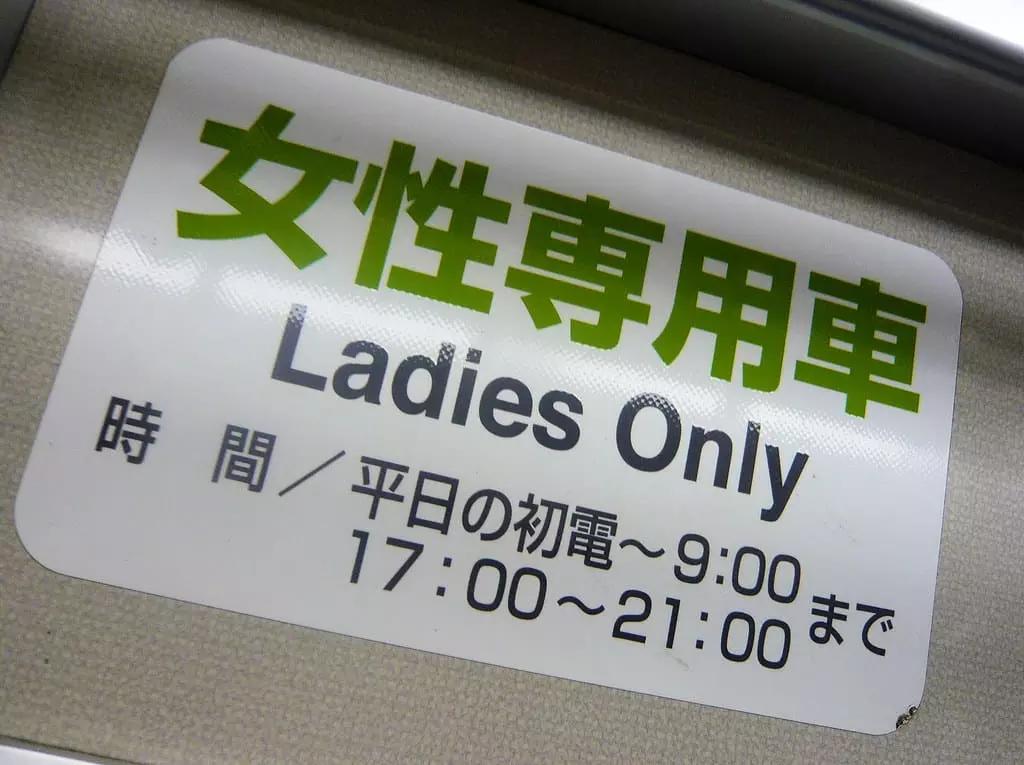 女性専用車
Ladies Only
時 間／平日の初電～9:00
17:00～21:00まで